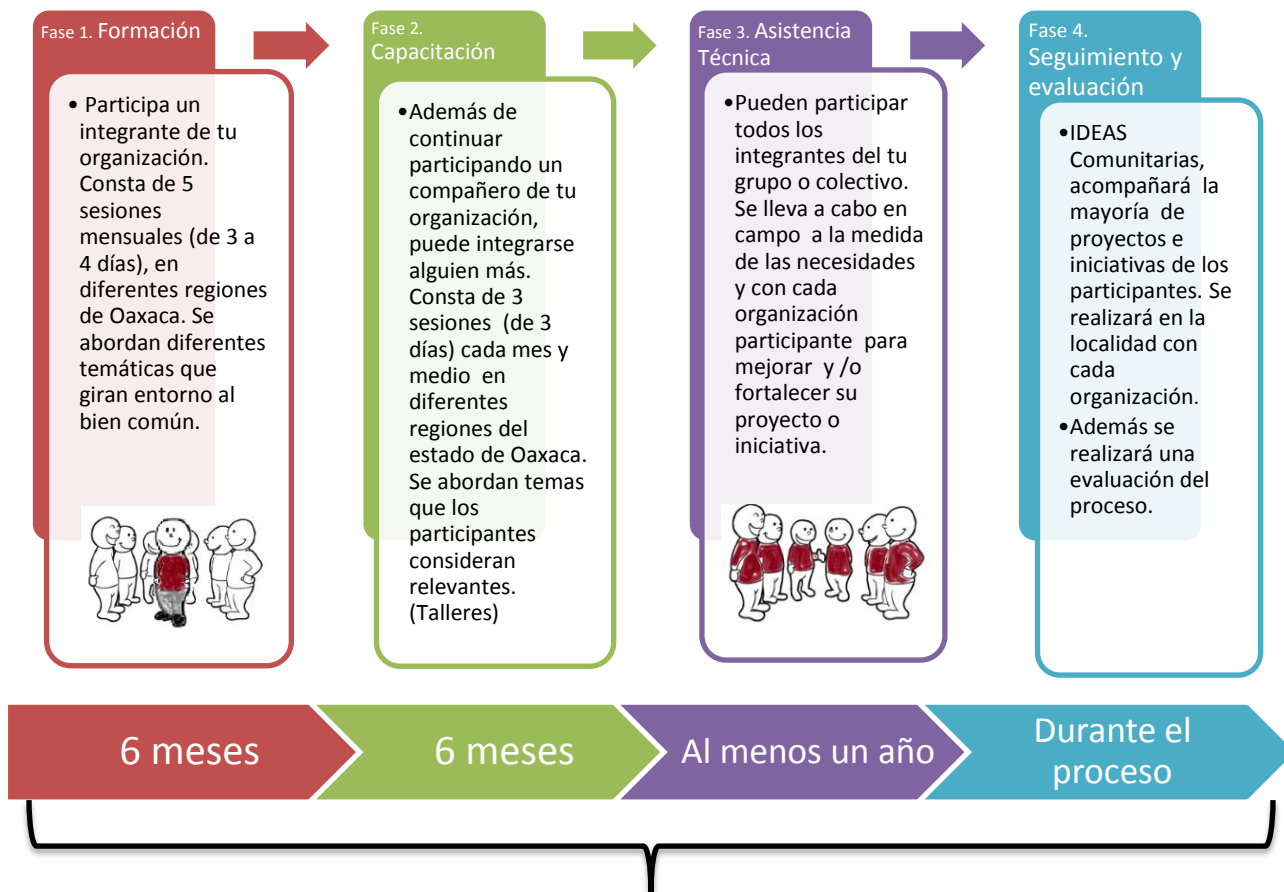 Fase 1. Formación
• Participa un
integrante de tu
organización.
Consta de 5
sesiones
mensuales (de 3 a
4 días), en
diferentes regiones
de Oaxaca. Se
abordan diferentes
temáticas que
giran entorno al
bien común.
Fase 2.
Capacitación
•Además de
continuar
participando un
compañero de tu
organización,
puede integrarse
alguien más.
Consta de 3
sesiones (de 3
días) cada mes y
medio en
diferentes
regiones del
estado de Oaxaca.
Se abordan temas
que los
participantes
consideran
relevantes.
(Talleres)
Fase 3. Asistencia
Técnica
•Pueden participar
todos los
integrantes del tu
grupo o colectivo.
Se lleva a cabo en
campo a la medida
de las necesidades
y con cada
organización
participante para
mejorar y /o
fortalecer su
proyecto o
iniciativa.
Fase 4.
Seguimiento y
evaluación
•IDEAS
Comunitarias,
acompañará la
mayoría de
proyectos e
iniciativas de los
participantes. Se
realizará en la
localidad con
cada
organización.
•Además se
realizará una
evaluación del
proceso.
6 meses
6 meses
Al menos un año
Durante el
proceso